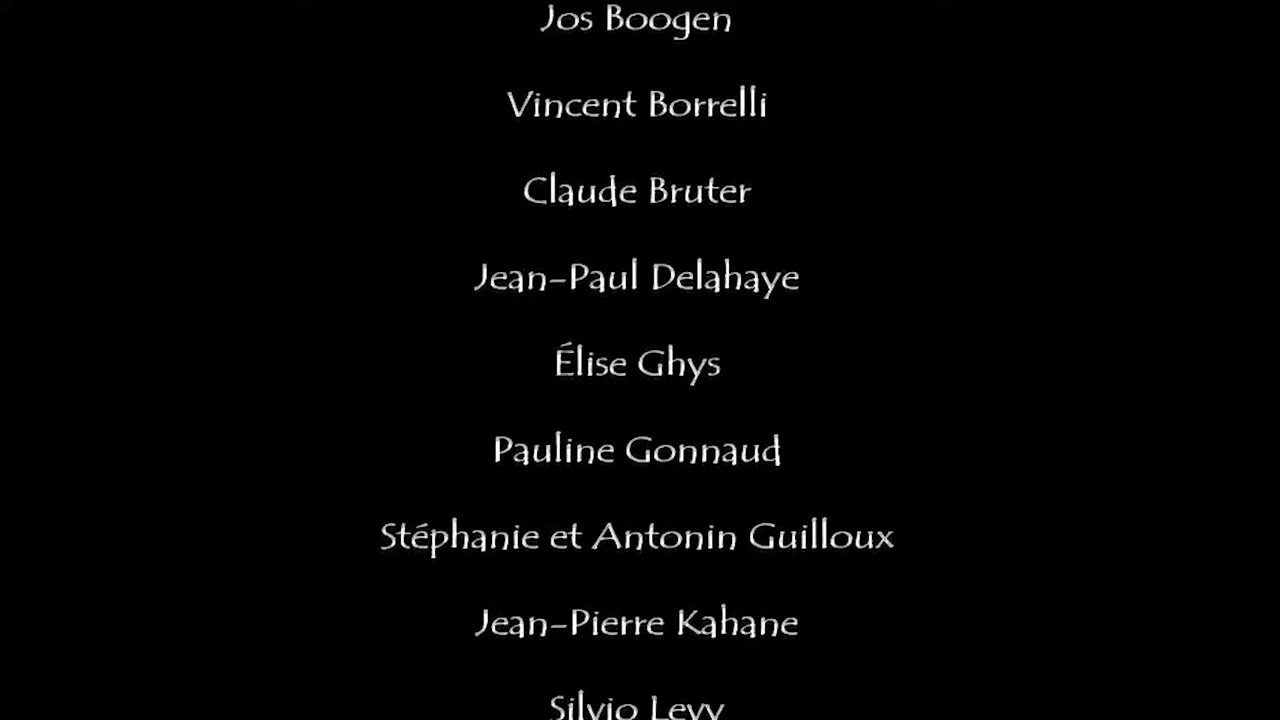 Jos Boogen
Vincent Borrelli
Claude Bruter
Jean-Paul Delahaye
Élise Ghys
Pauline Gonnaud
Stéphanie et Antonin Guilloux
Jean-Pierre Kahane
Silvio Levy